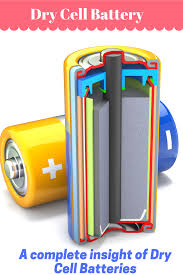 Dry Cell Battery
+
A complete insight of Dry
Cell Batteries